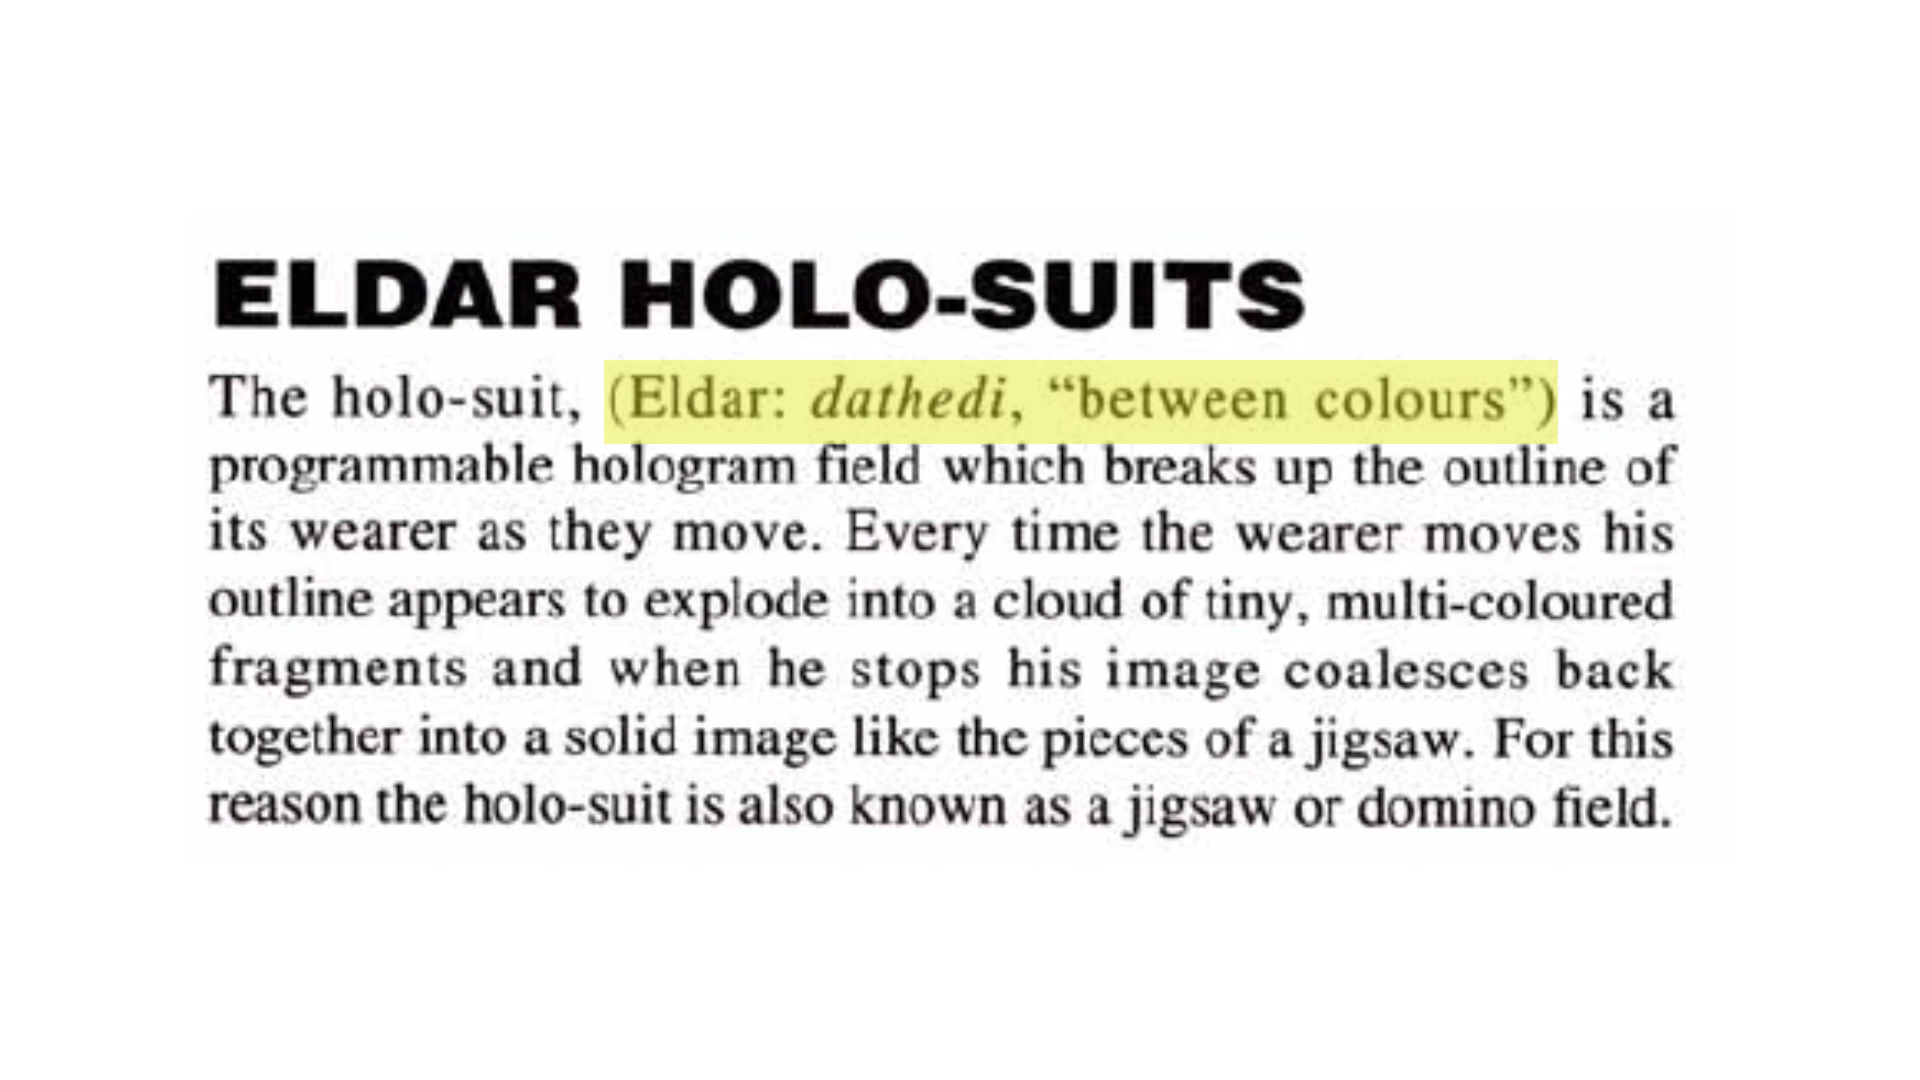 ELDAR HOLO-SUITS
The holo-suit, (Eldar: dathedi, “between colours”) is a
programmable hologram field which breaks up the outline of
its wearer as they move. Every time the wearer moves his
outline appears to explode into a cloud of tiny, multi-coloured
fragments and when he stops his image coalesces back
together into a solid image like the pieces of a jigsaw. For this
reason the holo-suit is also known as a jigsaw or domino field.